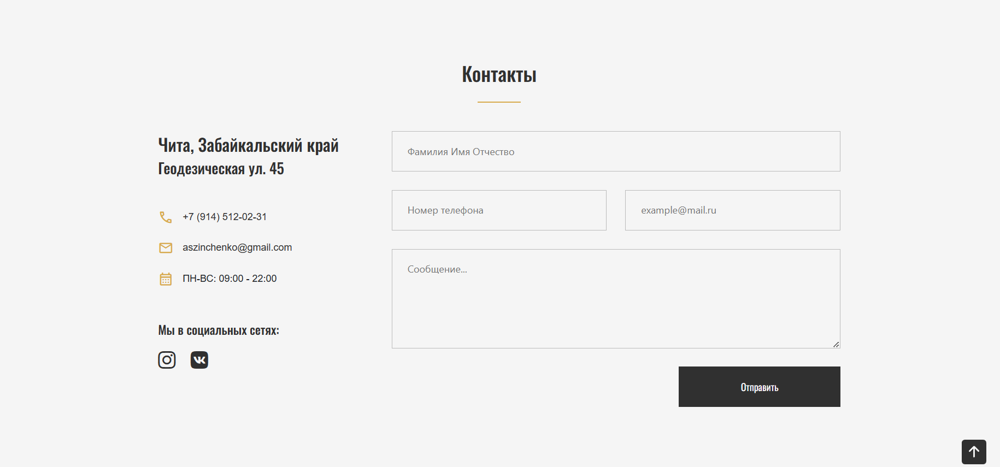 Контакты
Чита, Забайкальский край
Геодезическая ул. 45
+7 (914) 512-02-31
aszinchenko@gmail.com
ПН-ВС: 09:00 - 22:00
Мы в социальных сетях:
Фамилия Имя Отчество
Номер телефона
example@mail.ru
Сообщение...
Отправить